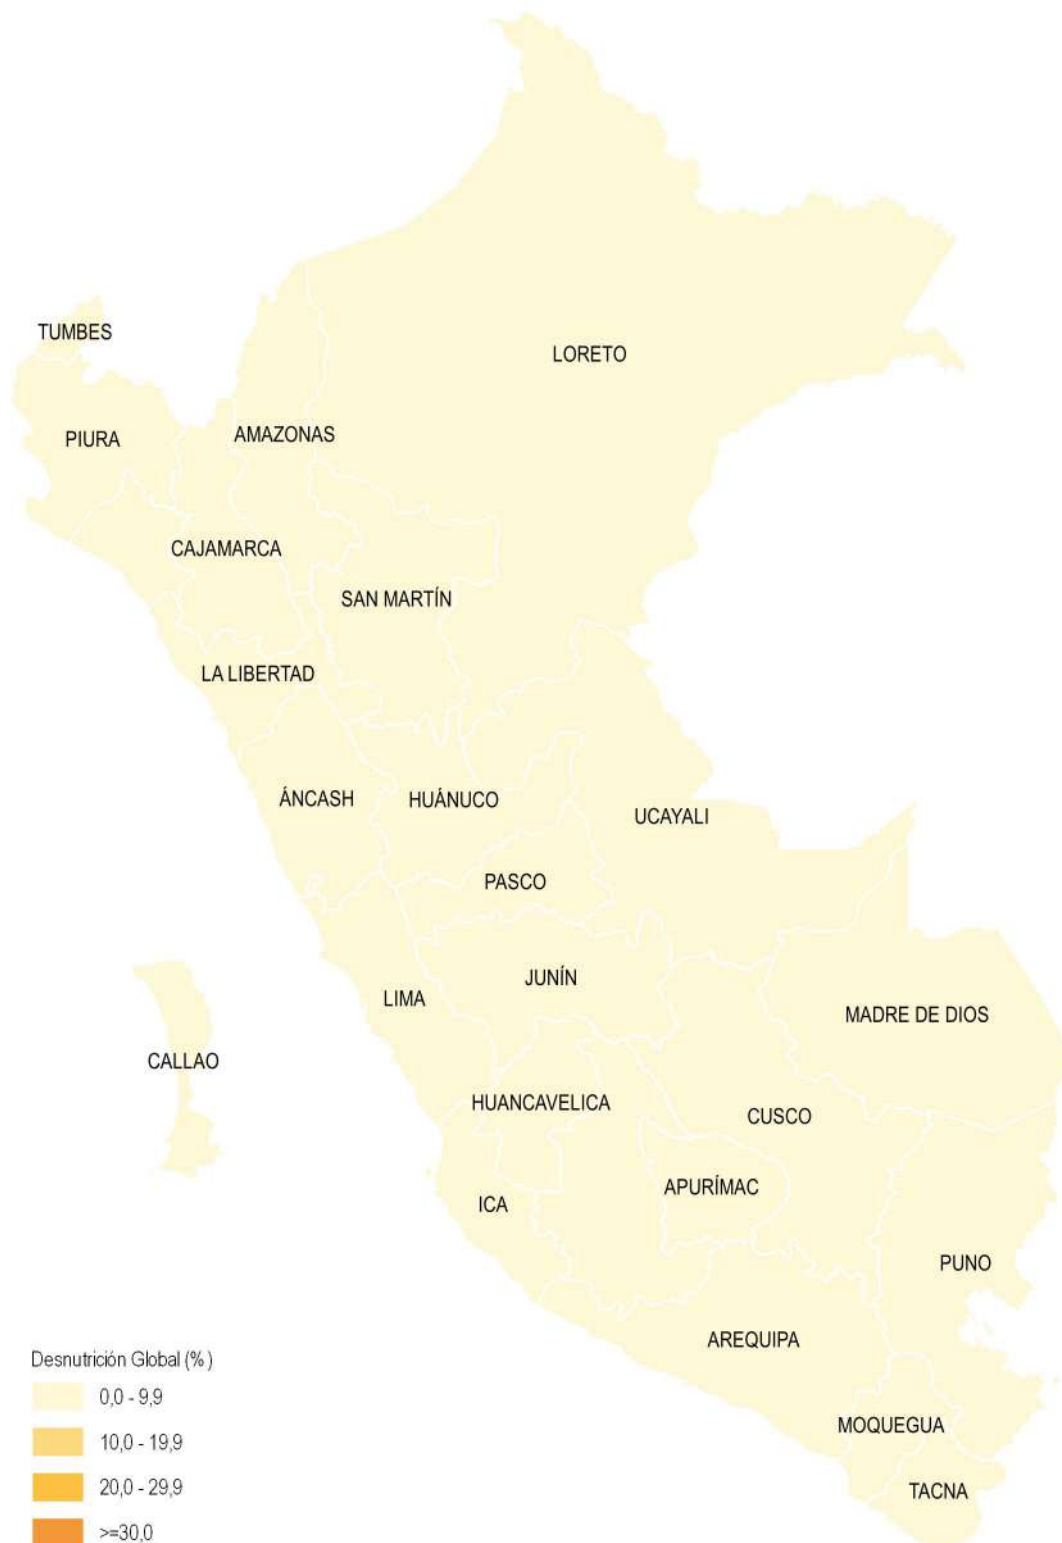 TUMBES
LORETO
PIURA
AMAZONAS
CAJAMARCA
SAN MARTÍN
LA LIBERTAD
ÁNCASH
HUÁNUCO
UCAYALI
PASCO
JUNÍN
LIMA
MADRE DE DIOS
CALLAO
HUANCAVELICA
CUSCO
APURÍMAC
ICA
PUNO
AREQUIPA
MOQUEGUA
TACNA
Desnutrición Global (%)
0,0 - 9,9
10,0 - 19,9
20,0 - 29,9
>=30,0